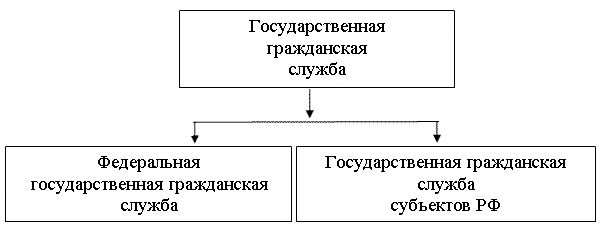 Государственная
гражданская
служба
Федеральная
государственная гражданская
служба
Государственная гражданская
служба
субъектов РФ